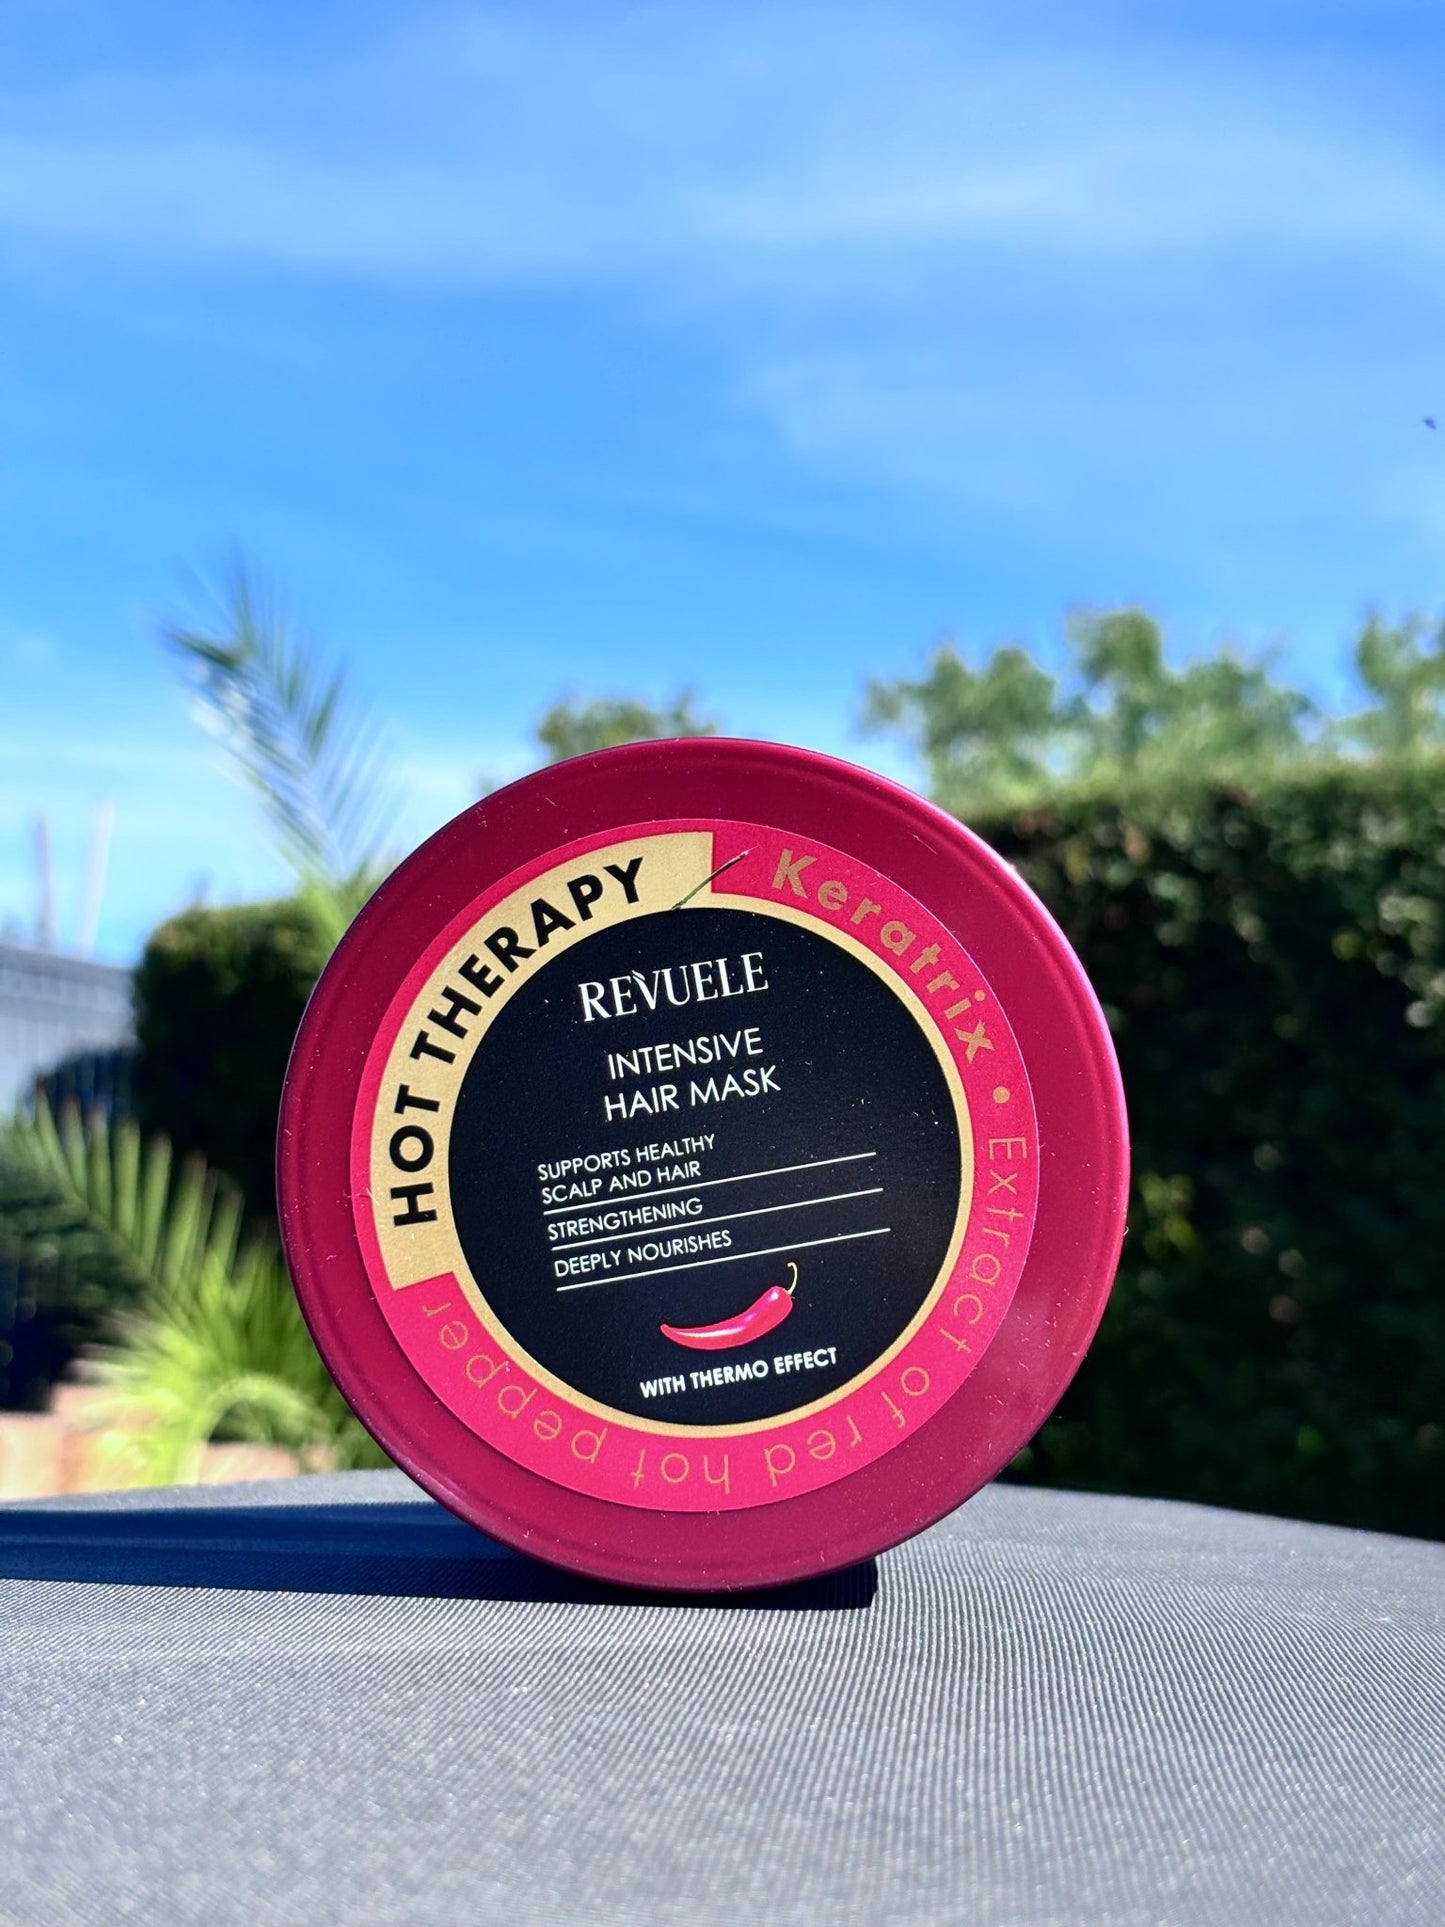 HOT THERAPY
Keratrix • Extract of red hot pepper
REVUELE
INTENSIVE
HAIR MASK
SUPPORTS HEALTHY
SCALP AND HAIR
STRENGTHENING
DEEPLY NOURISHES
WITH THERMO EFFECT